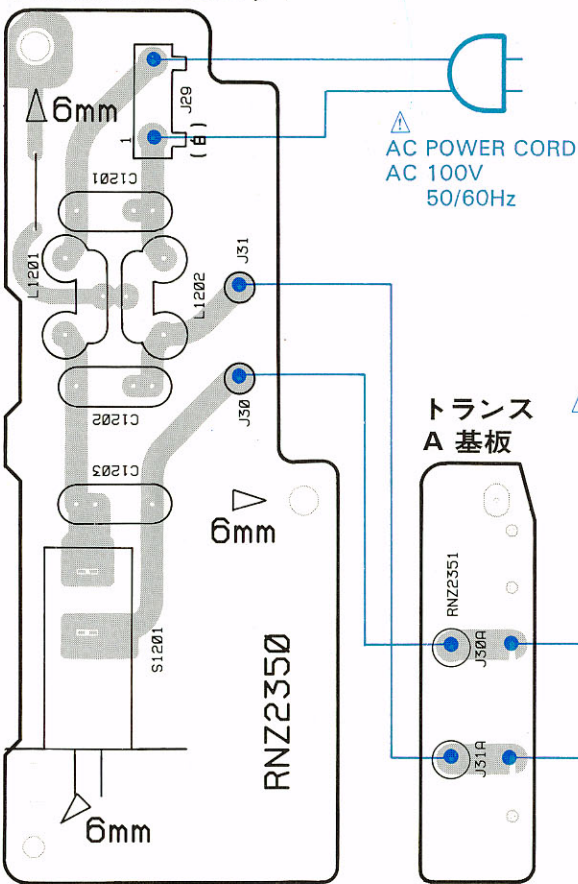 6mm
J29
1
(B)
AC POWER CORD
AC 100V
50/60Hz
C1201
L1201
L1202
J31
J30
C1202
C1203
トランス
A 基板
6mm
RNZ2351
S1201
J30A
RNZ2350
J31A
6mm